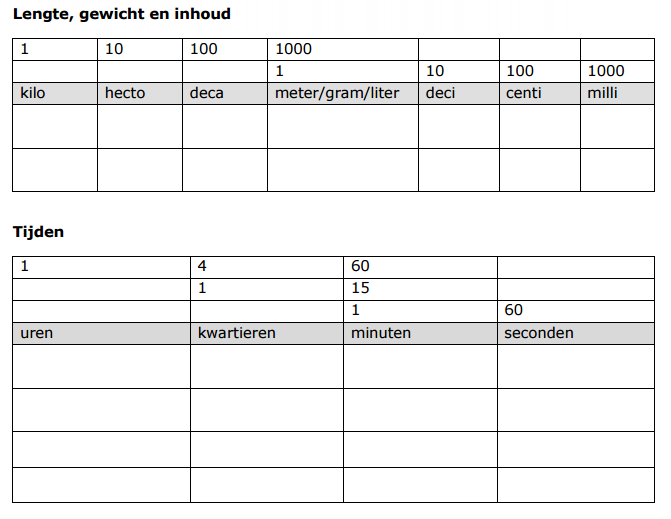 Lengte, gewicht en inhoud
1 10 100 1000
1 10 100 1000
kilo hecto deca meter/gram/liter deci centi milli
Tijden
1 4 60
1 15
1 60
uren kwartieren minuten seconden